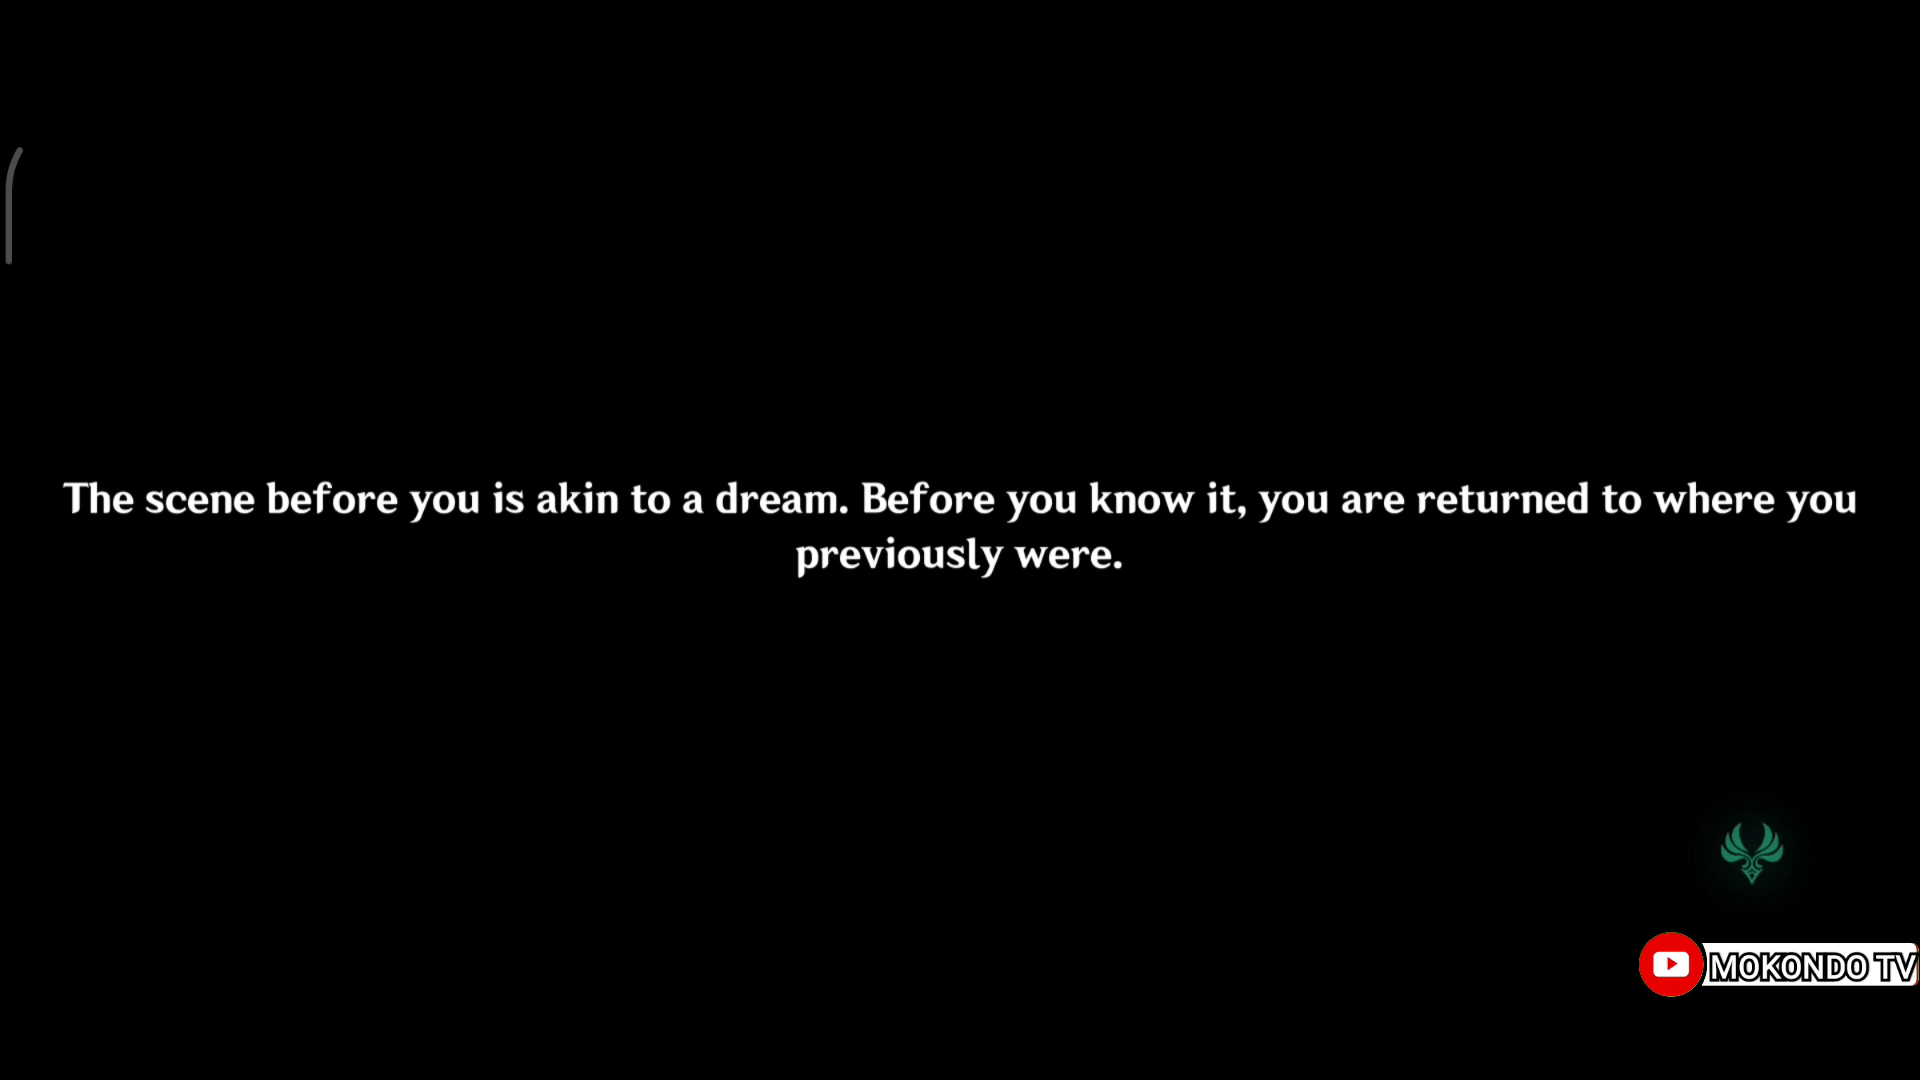 The scene before you is akin to a dream. Before you know it, you are returned to where you
previously were.
MOKONDO TV